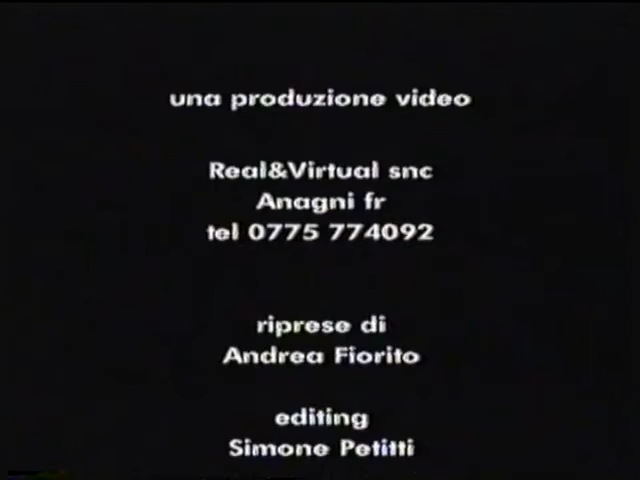 una produzione video
Real&Virtual snc
Anagni fr
tel 0775 774092
riprese di
Andrea Fiorito
editing
Simone Petitti